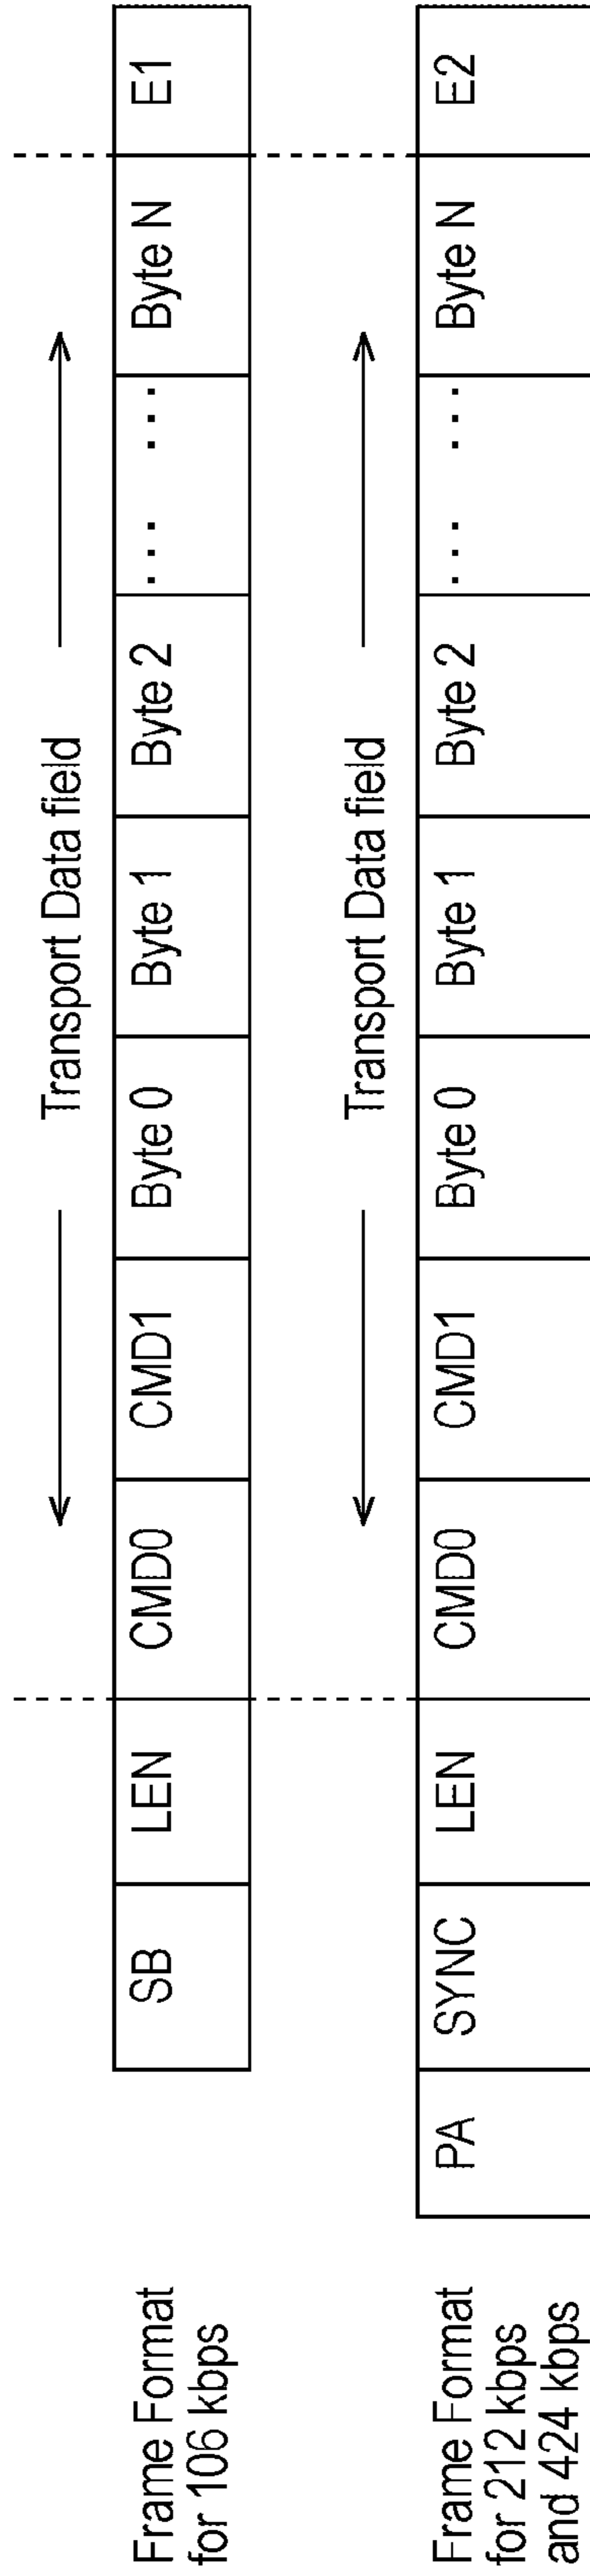 Transport Data field
Frame Format
for 106 kbps
SB LEN CMD0 CMD1 Byte 0 Byte 1 Byte 2 ... ... Byte N E1
Transport Data field
Frame Format
for 212 kbps
and 424 kbps
PA SYNC LEN CMD0 CMD1 Byte 0 Byte 1 Byte 2 ... ... Byte N E2